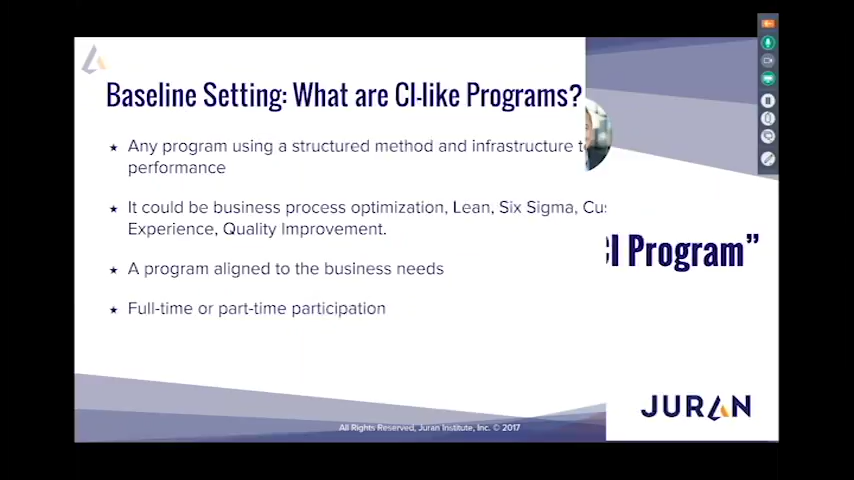 Baseline Setting: What are CI-like Programs?
★ Any program using a structured method and infrastructure
performance
★ It could be business process optimization, Lean, Six Sigma,
Experience, Quality Improvement.
★ A program aligned to the business needs
★ Full-time or part-time participation
Program”
JURAN
All Rights Reserved, Juran Institute, Inc. © 2017